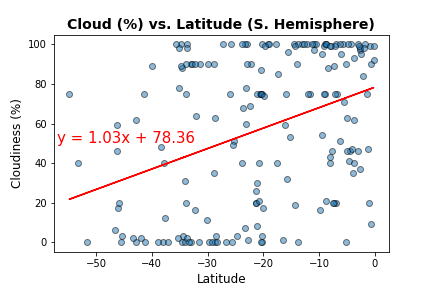 Cloud (%) vs. Latitude (S. Hemisphere)
100
80
60
40
20
0
Cloudiness (%)
y = 1.03x + 78.36
−50 −40 −30 −20 −10 0
Latitude